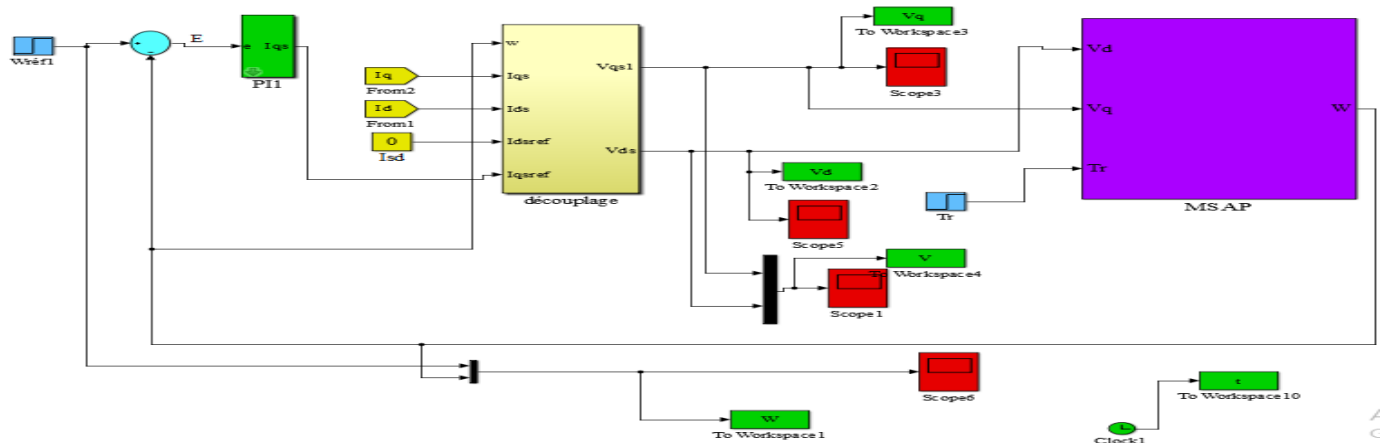 Wréf1
+
-
E
e
Iqs
PI1
Iq
From2
Id
From1
0
Isd
w
Iqs
Ids
Idsref
Iqsref
Vqs1
Vds
découplage
Vq
To Workspace3
Scope3
Vd
To Workspace2
Scope5
V
To Workspace4
Scope1
Tr
Vd
Vq
Tr
W
MSAP
Scope6
W
To Workspace1
t
To Workspace10
Clock1